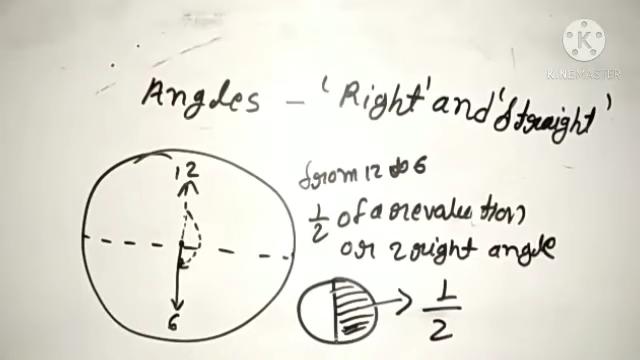 Angles - 'Right' and 'Straight'
12
6
from 12 to 6
1/2 of a revalution
or 2 right angle
1/2
KINEMASTER